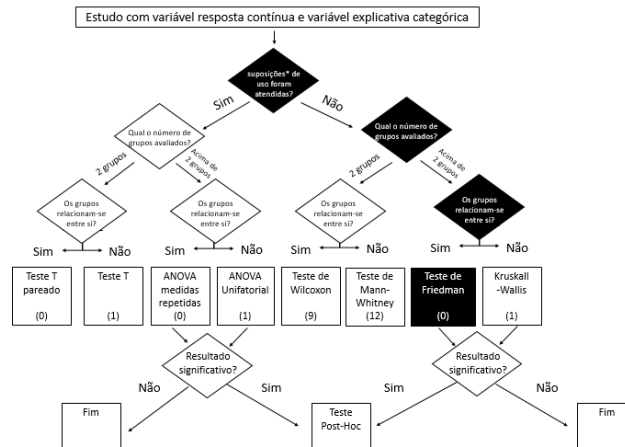 Estudo com variável resposta contínua e variável explicativa categórica
suposições* de
uso foram
atendidas?
Sim
Não
Qual o número de
grupos avaliados?
Qual o número de
grupos avaliados?
2 grupos
Acima de
2 grupos
2 grupos
Acima de
2 grupos
Os grupos
relacionam-se
entre si?
Os grupos
relacionam-se
entre si?
Os grupos
relacionam-se
entre si?
Os grupos
relacionam-se
entre si?
Sim
Não
Sim
Não
Sim
Não
Sim
Não
Teste T
pareado
(0)
Teste T
(1)
ANOVA
medidas
repetidas
(0)
ANOVA
Unifatorial
(1)
Teste de
Wilcoxon
(9)
Teste de
Mann-
Whitney
(12)
Teste de
Friedman
(0)
Kruskall
-Wallis
(1)
Resultado
significativo?
Resultado
significativo?
Não
Sim
Sim
Não
Fim
Teste
Post-Hoc
Fim